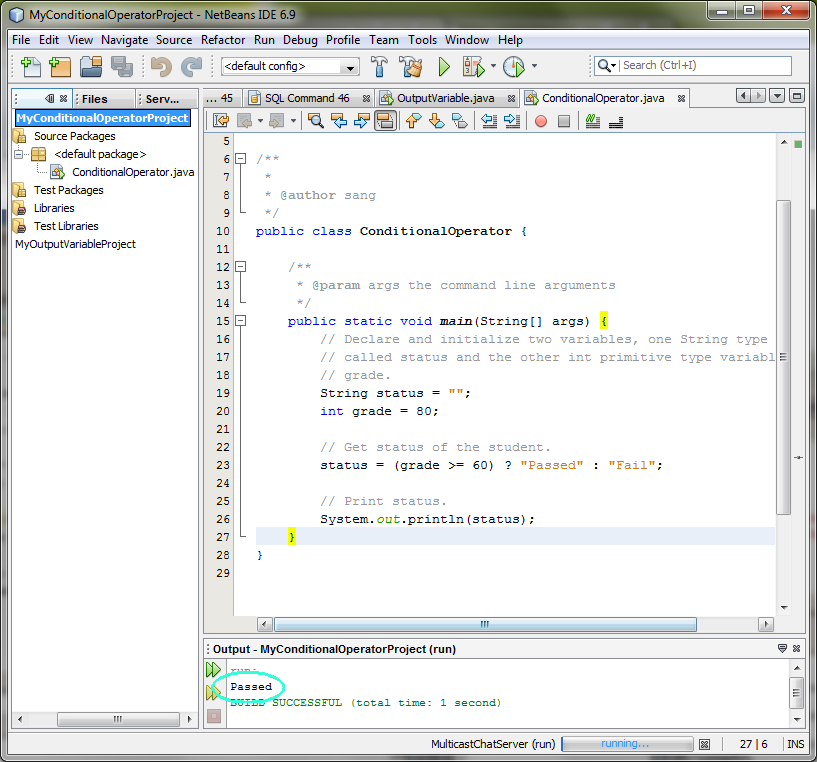 MyConditionalOperatorProject - NetBeans IDE 6.9
File Edit View Navigate Source Refactor Run Debug Profile Team Tools Window Help
<default config>
Search (Ctrl+I)
Files
Serv...
... 45
SQL Command 46
OutputVariable.java
ConditionalOperator.java
MyConditionalOperatorProject
Source Packages
<default package>
ConditionalOperator.java
Test Packages
Libraries
Test Libraries
MyOutputVariableProject
5
6 /**
7 *
8 * @author sang
9 */
10 public class ConditionalOperator {
11
12 /**
13 * @param args the command line arguments
14 */
15 public static void main(String[] args) {
16 // Declare and initialize two variables, one String type
17 // called status and the other int primitive type variabl
18 // grade.
19 String status = "";
20 int grade = 80;
21
22 // Get status of the student.
23 status = (grade >= 60) ? "Passed" : "Fail";
24
25 // Print status.
26 System.out.println(status);
27 }
28 }
29
Output - MyConditionalOperatorProject (run)
run:
Passed
BUILD SUCCESSFUL (total time: 1 second)
MulticastChatServer (run)
running...
27 | 6
INS